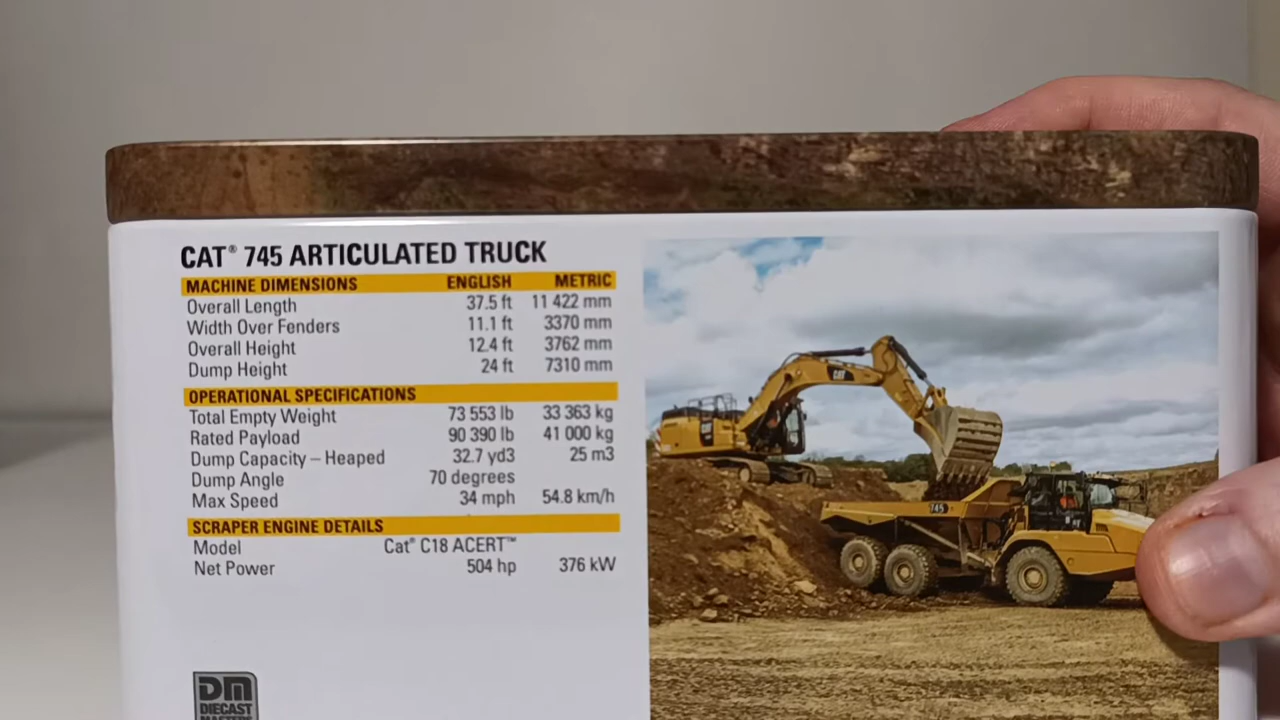 CAT® 745 ARTICULATED TRUCK
MACHINE DIMENSIONS ENGLISH METRIC
Overall Length 37.5 ft 11 422 mm
Width Over Fenders 11.1 ft 3370 mm
Overall Height 12.4 ft 3762 mm
Dump Height 24 ft 7310 mm
OPERATIONAL SPECIFICATIONS
Total Empty Weight 73 553 lb 33 363 kg
Rated Payload 90 390 lb 41 000 kg
Dump Capacity – Heaped 32.7 yd3 25 m3
Dump Angle 70 degrees
Max Speed 34 mph 54.8 km/h
SCRAPER ENGINE DETAILS
Model Cat® C18 ACERT™
Net Power 504 hp 376 kW
CAT
745
DM
DIECAST
MASTERS